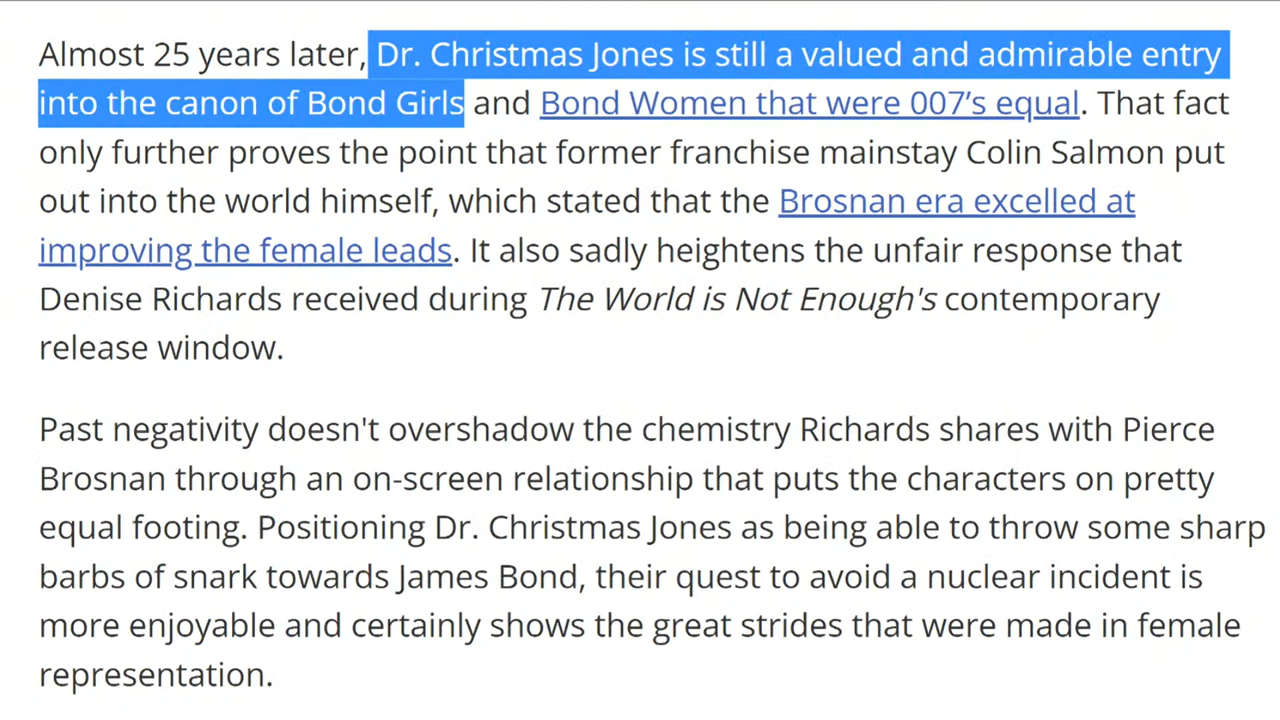 Almost 25 years later, Dr. Christmas Jones is still a valued and admirable entry
into the canon of Bond Girls and Bond Women that were 007’s equal. That fact
only further proves the point that former franchise mainstay Colin Salmon put
out into the world himself, which stated that the Brosnan era excelled at
improving the female leads. It also sadly heightens the unfair response that
Denise Richards received during The World is Not Enough's contemporary
release window.
Past negativity doesn't overshadow the chemistry Richards shares with Pierce
Brosnan through an on-screen relationship that puts the characters on pretty
equal footing. Positioning Dr. Christmas Jones as being able to throw some sharp
barbs of snark towards James Bond, their quest to avoid a nuclear incident is
more enjoyable and certainly shows the great strides that were made in female
representation.